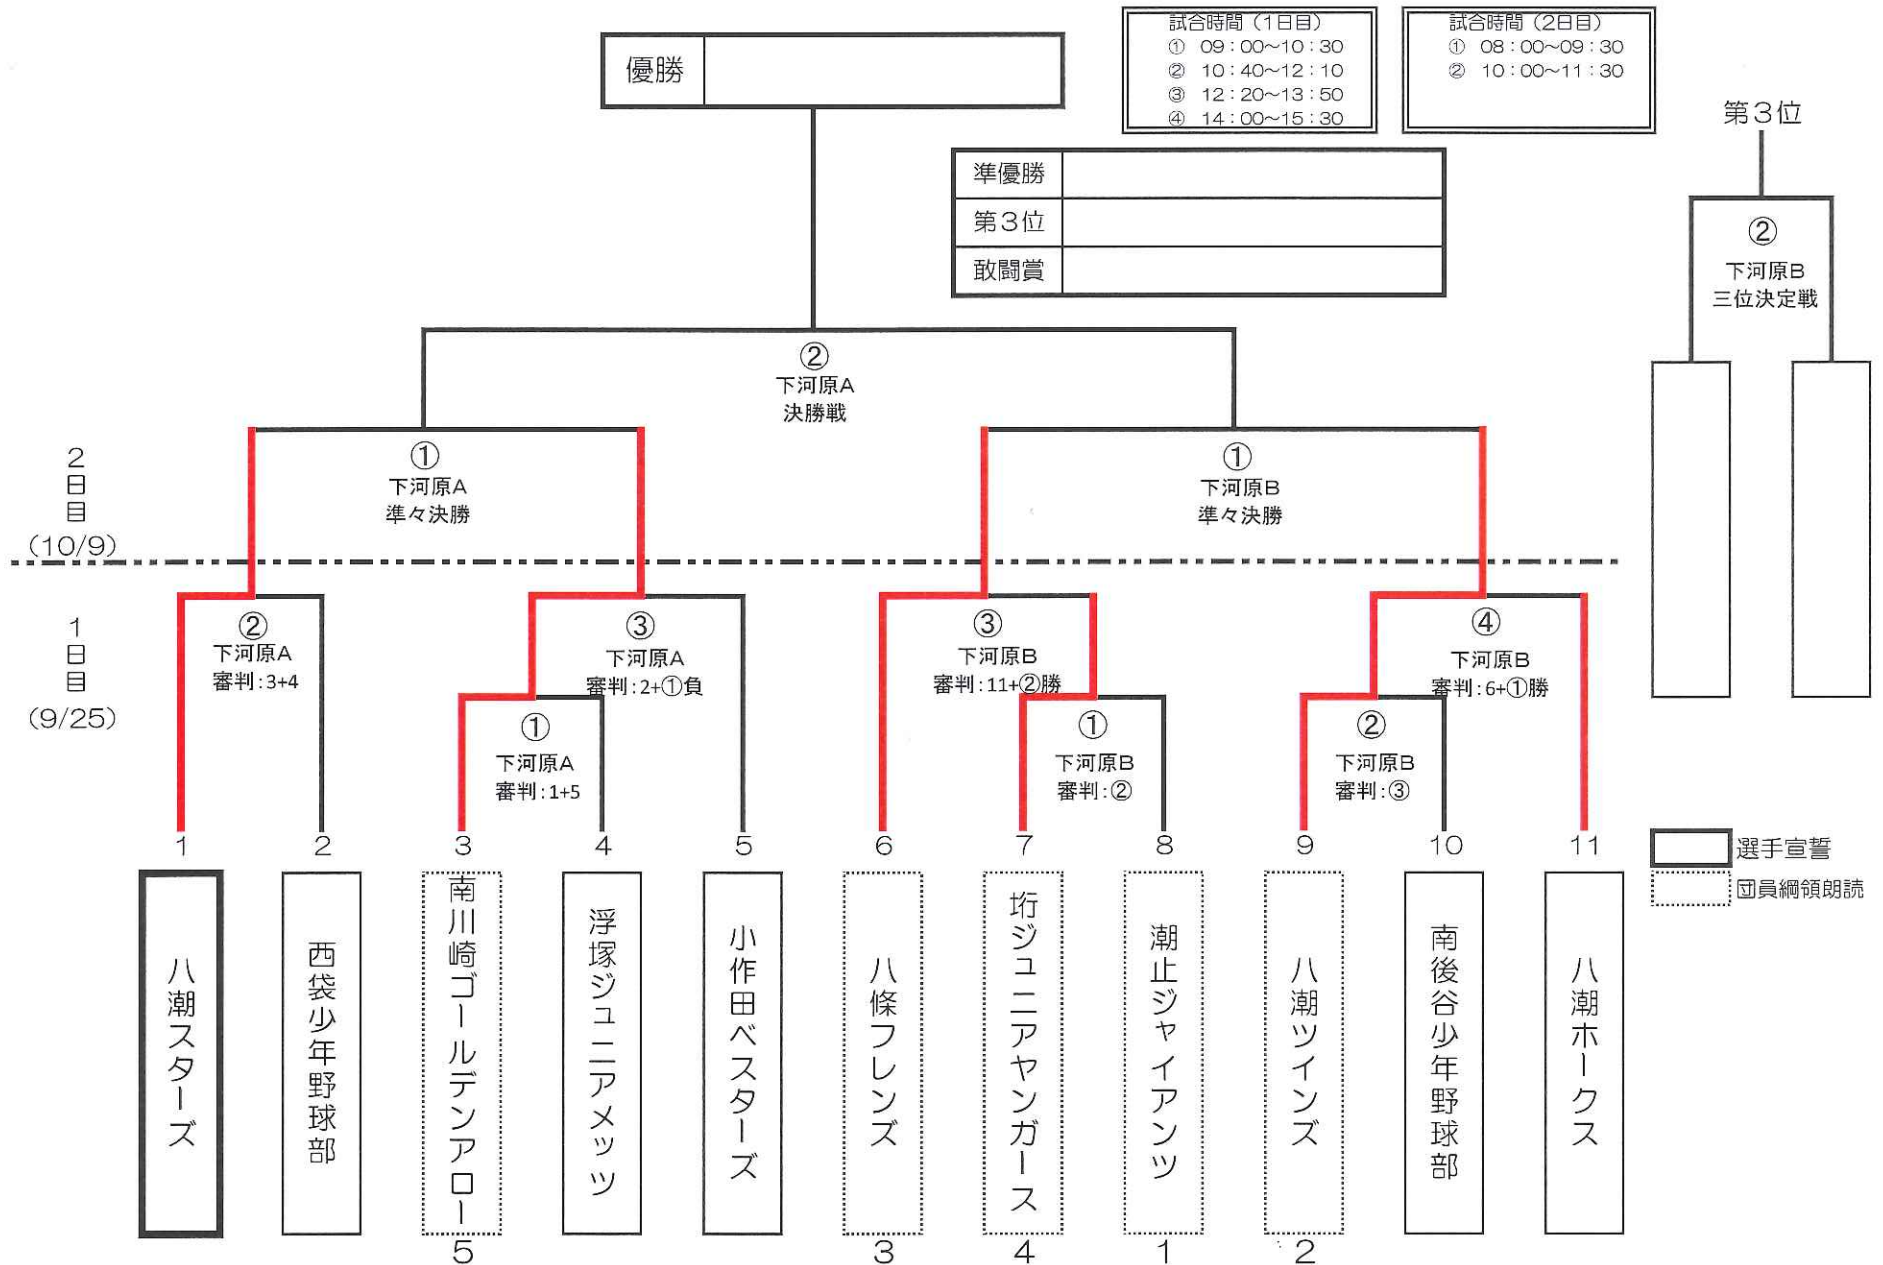 試合時間（1日目）
① 09：00～10：30
② 10：40～12：10
③ 12：20～13：50
④ 14：00～15：30
試合時間（2日目）
① 08：00～09：30
② 10：00～11：30
優勝
準優勝
第３位
敢闘賞
第３位
②
下河原B
三位決定戦
②
下河原A
決勝戦
2日目
(10/9)
①
下河原A
準々決勝
①
下河原B
準々決勝
1日目
(9/25)
②
下河原A
審判:3+4
③
下河原A
審判:2+①負
③
下河原B
審判:11+②勝
④
下河原B
審判:6+①勝
①
下河原A
審判:1+5
①
下河原B
審判:②
②
下河原B
審判:③
1
2
3
4
5
6
7
8
9
10
11
八潮スターズ
西袋少年野球部
南川崎ゴールデンアロー
浮塚ジュニアメッツ
小作田ベスターズ
八條フレンズ
垳ジュニアヤンガース
潮止ジャイアンツ
八潮ツインズ
南後谷少年野球部
八潮ホークス
5
3
4
1
2
選手宣誓
団員綱領朗読